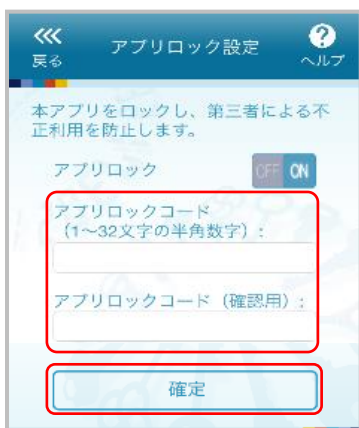 戻る
アプリロック設定
?
ヘルプ
本アプリをロックし、第三者による不
正利用を防止します。
アプリロック
OFF ON
アプリロックコード
(1～32文字の半角数字):
アプリロックコード (確認用):
確定